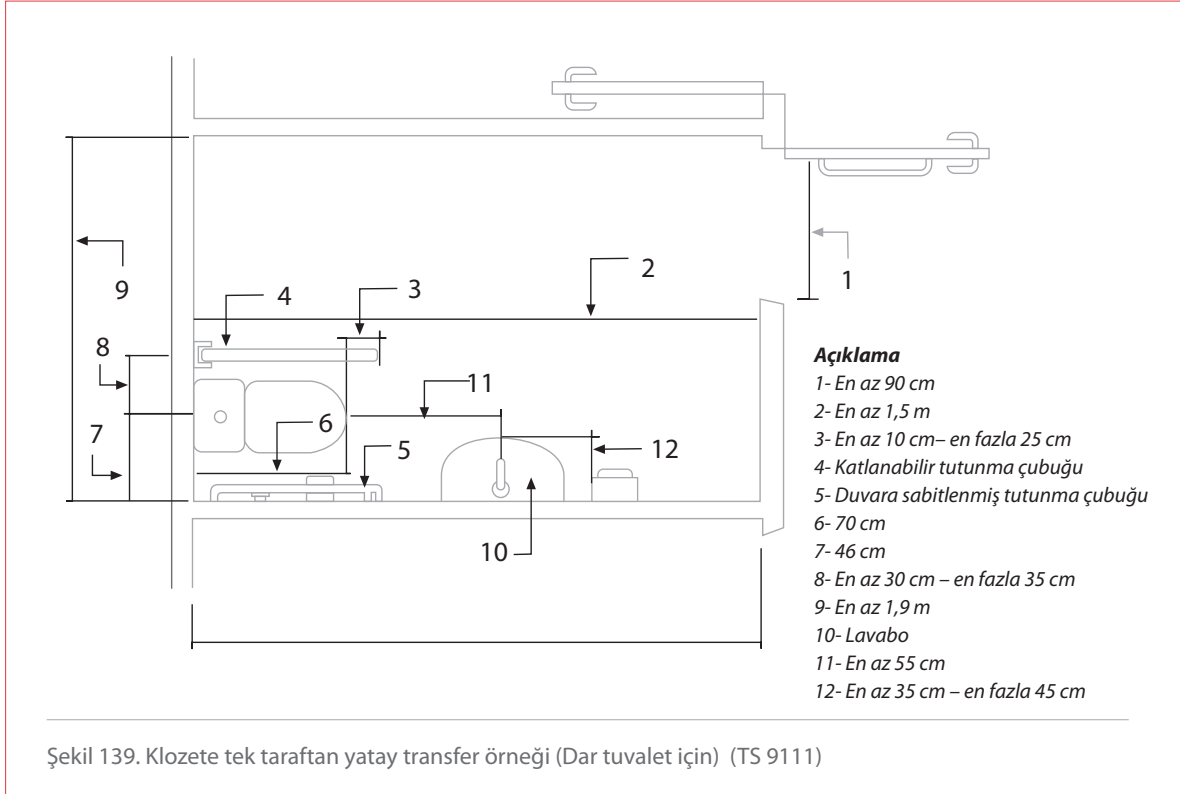 9
8
7
4
3
2
1
11
6
5
12
10
Açıklama
1- En az 90 cm
2- En az 1,5 m
3- En az 10 cm– en fazla 25 cm
4- Katlanabilir tutunma çubuğu
5- Duvara sabitlenmiş tutunma çubuğu
6- 70 cm
7- 46 cm
8- En az 30 cm – en fazla 35 cm
9- En az 1,9 m
10- Lavabo
11- En az 55 cm
12- En az 35 cm – en fazla 45 cm
Şekil 139. Klozete tek taraftan yatay transfer örneği (Dar tuvalet için) (TS 9111)